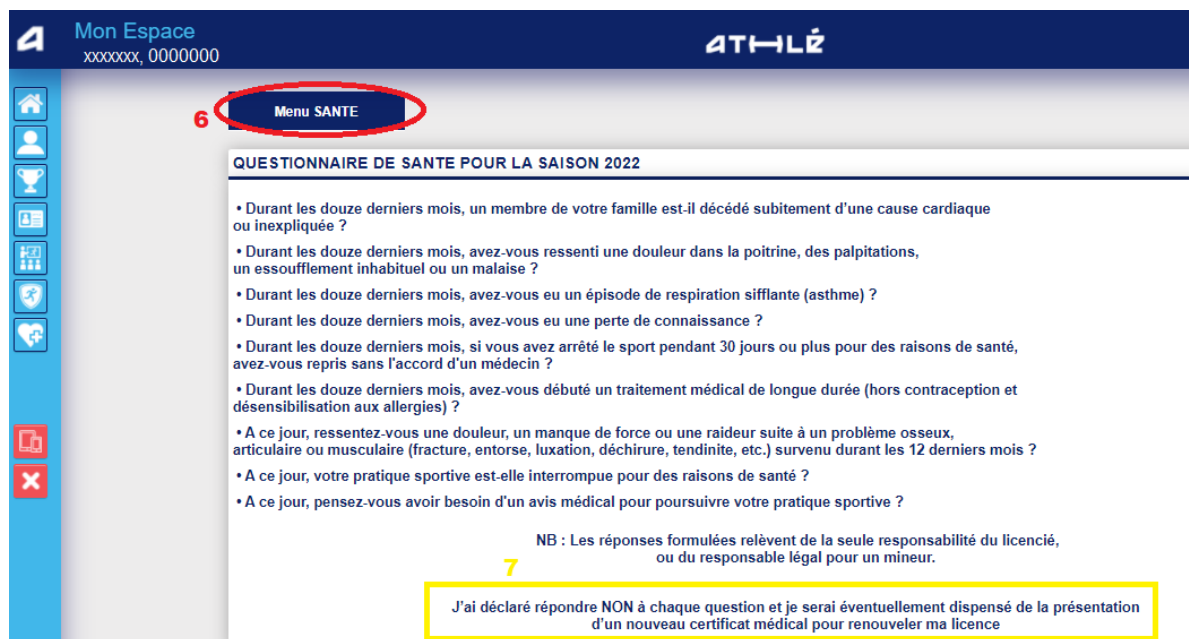 Mon Espace
xxxxxxx, 0000000
ATHLÉ
6
Menu SANTE
QUESTIONNAIRE DE SANTE POUR LA SAISON 2022
• Durant les douze derniers mois, un membre de votre famille est-il décédé subitement d'une cause cardiaque
ou inexpliquée ?
• Durant les douze derniers mois, avez-vous ressenti une douleur dans la poitrine, des palpitations,
un essoufflement inhabituel ou un malaise ?
• Durant les douze derniers mois, avez-vous eu un épisode de respiration sifflante (asthme) ?
• Durant les douze derniers mois, avez-vous eu une perte de connaissance ?
• Durant les douze derniers mois, si vous avez arrêté le sport pendant 30 jours ou plus pour des raisons de santé,
avez-vous repris sans l'accord d'un médecin ?
• Durant les douze derniers mois, avez-vous débuté un traitement médical de longue durée (hors contraception et
désensibilisation aux allergies) ?
• A ce jour, ressentez-vous une douleur, un manque de force ou une raideur suite à un problème osseux,
articulaire ou musculaire (fracture, entorse, luxation, déchirure, tendinite, etc.) survenu durant les 12 derniers mois ?
• A ce jour, votre pratique sportive est-elle interrompue pour des raisons de santé ?
• A ce jour, pensez-vous avoir besoin d'un avis médical pour poursuivre votre pratique sportive ?
NB : Les réponses formulées relèvent de la seule responsabilité du licencié,
ou du responsable légal pour un mineur.
7
J'ai déclaré répondre NON à chaque question et je serai éventuellement dispensé de la présentation
d'un nouveau certificat médical pour renouveler ma licence